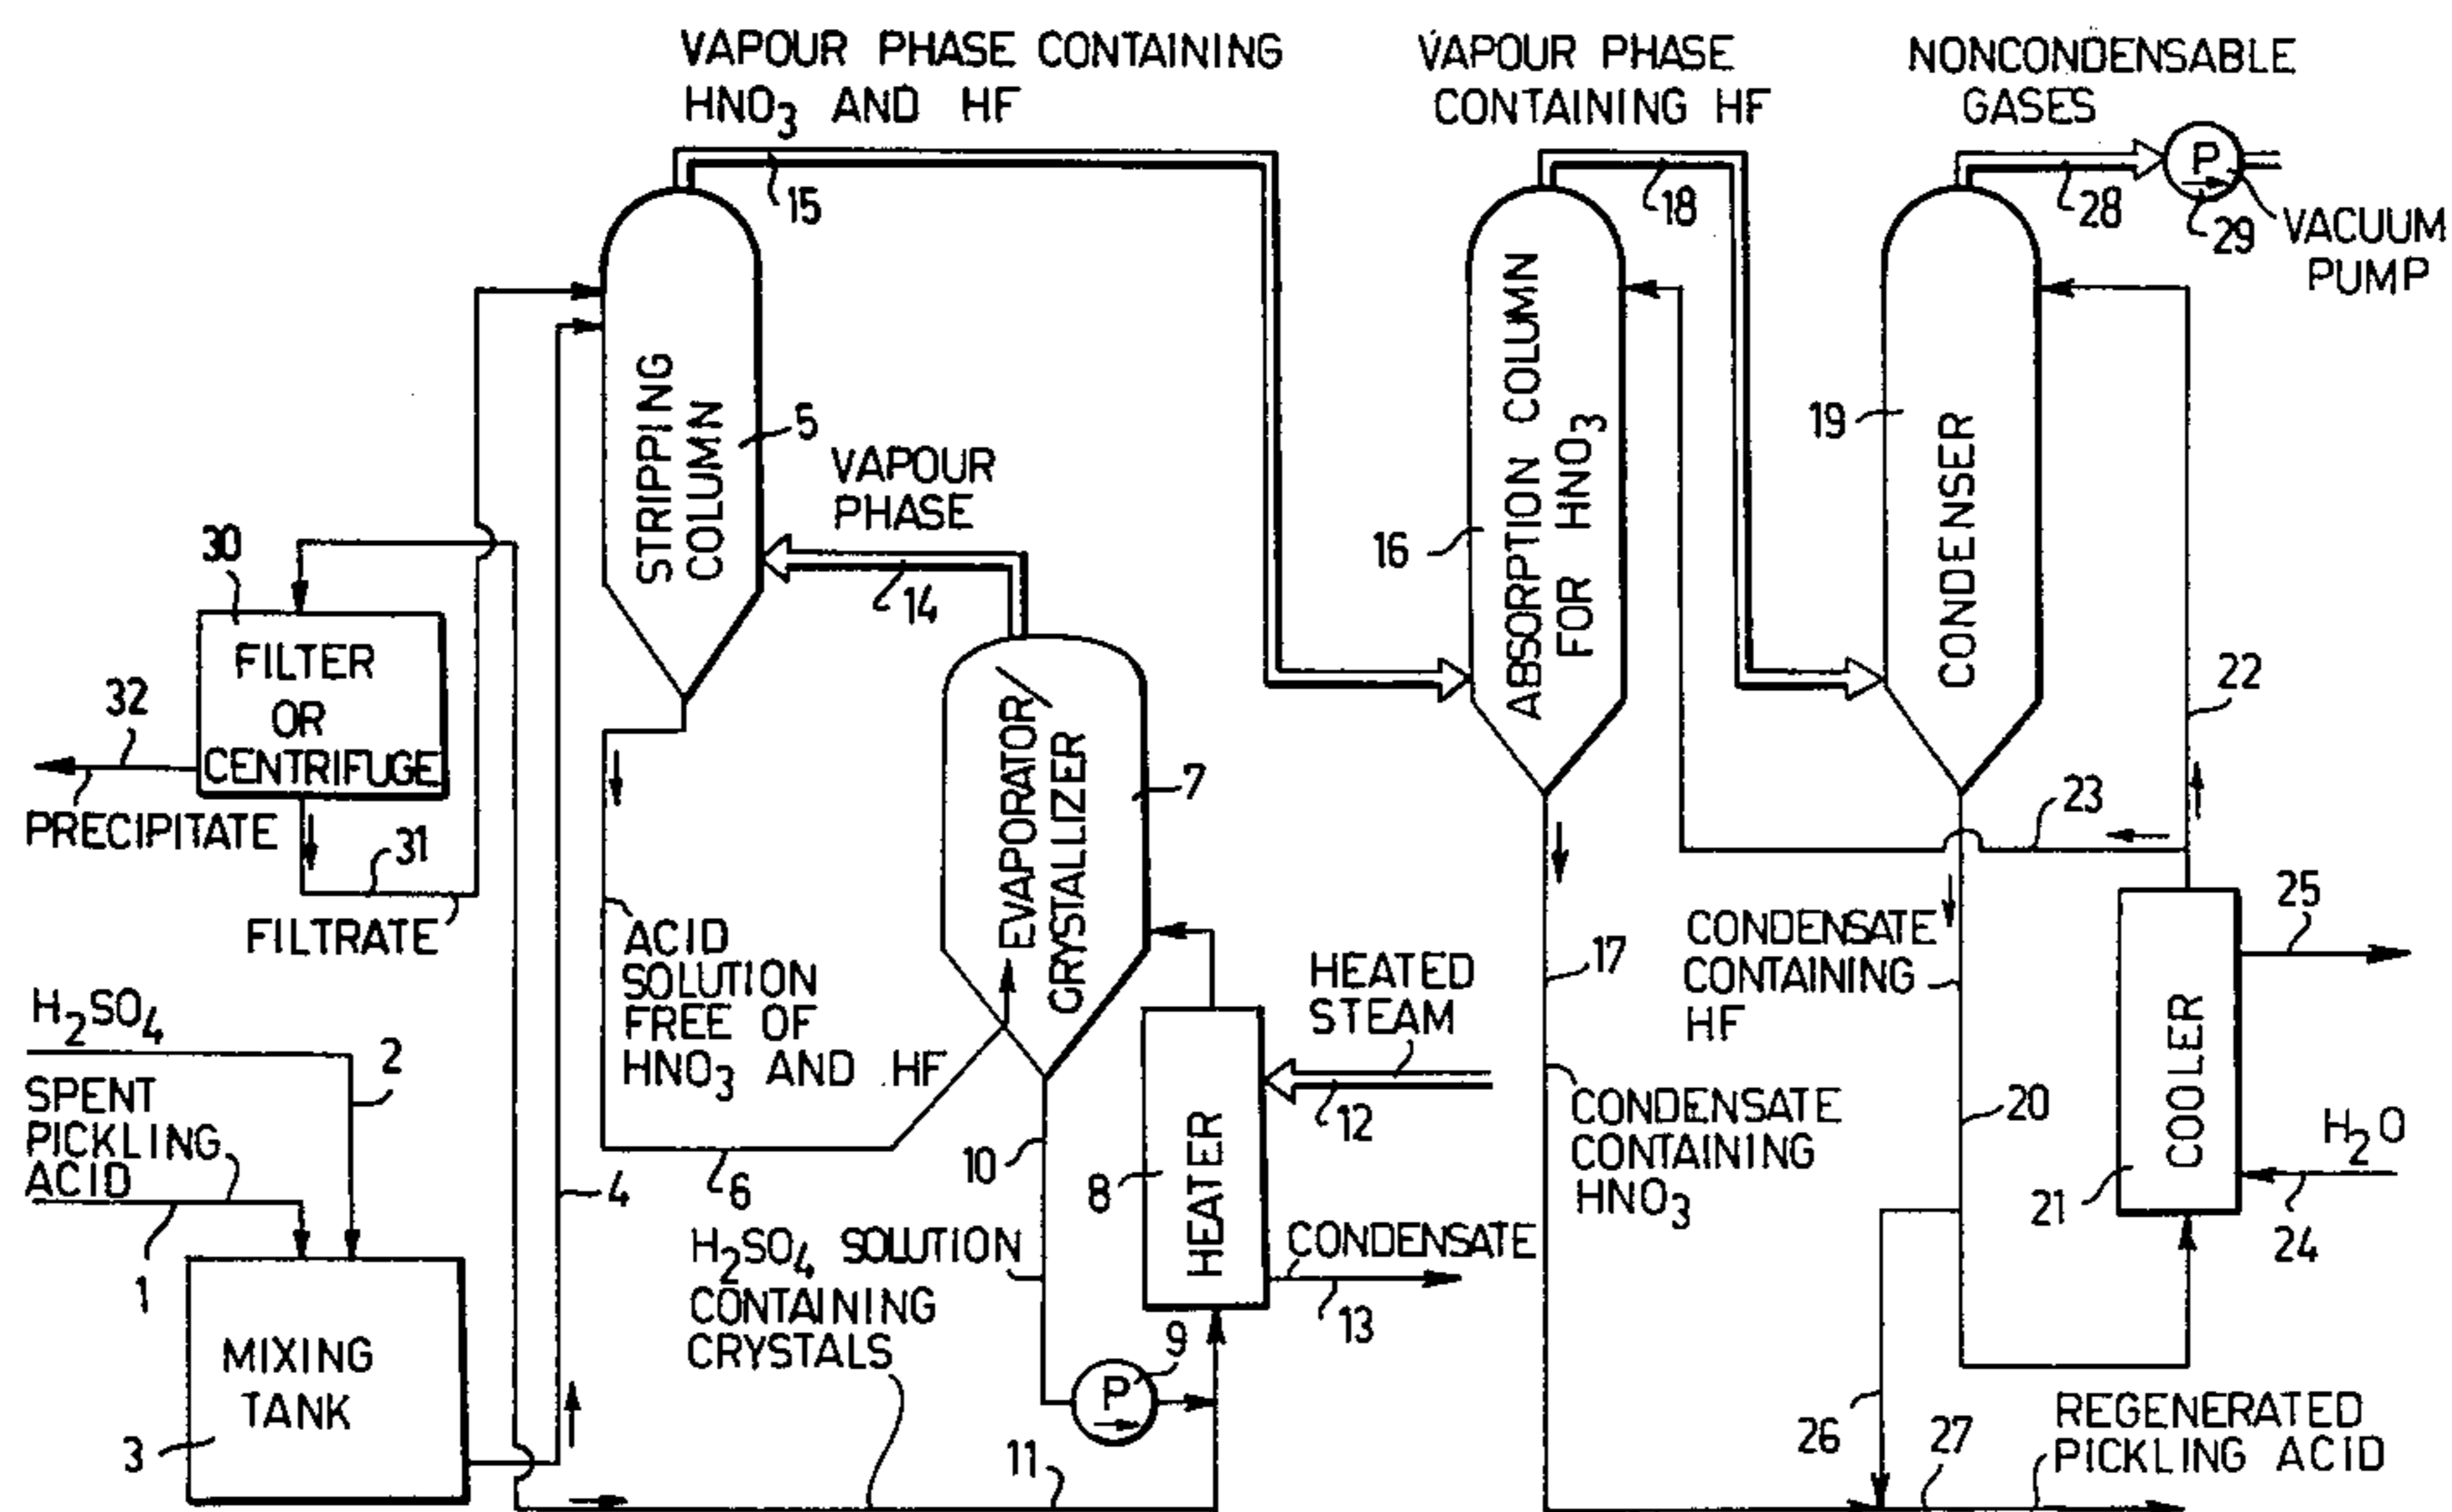 VAPOUR PHASE CONTAINING
HNO3 AND HF
VAPOUR PHASE
CONTAINING HF
NONCONDENSABLE
GASES
P
15
18
28
29
VACUUM
PUMP
STRIPPING
COLUMN
5
VAPOUR
PHASE
14
16
ABSORPTION COLUMN
FOR HNO3
19
CONDENSER
30
FILTER
OR
CENTRIFUGE
32
PRECIPITATE
31
FILTRATE
EVAPORATOR/
CRYSTALLIZER
7
22
23
ACID
SOLUTION
FREE OF
HNO3 AND HF
HEATED
STEAM
12
17
CONDENSATE
CONTAINING
HF
25
COOLER
H2O
24
21
20
H2SO4
2
SPENT
PICKLING
ACID
1
MIXING
TANK
3
4
6
10
8
HEATER
H2SO4 SOLUTION
CONTAINING
CRYSTALS
CONDENSATE
13
9
P
11
CONDENSATE
CONTAINING
HNO3
26
27
REGENERATED
PICKLING ACID